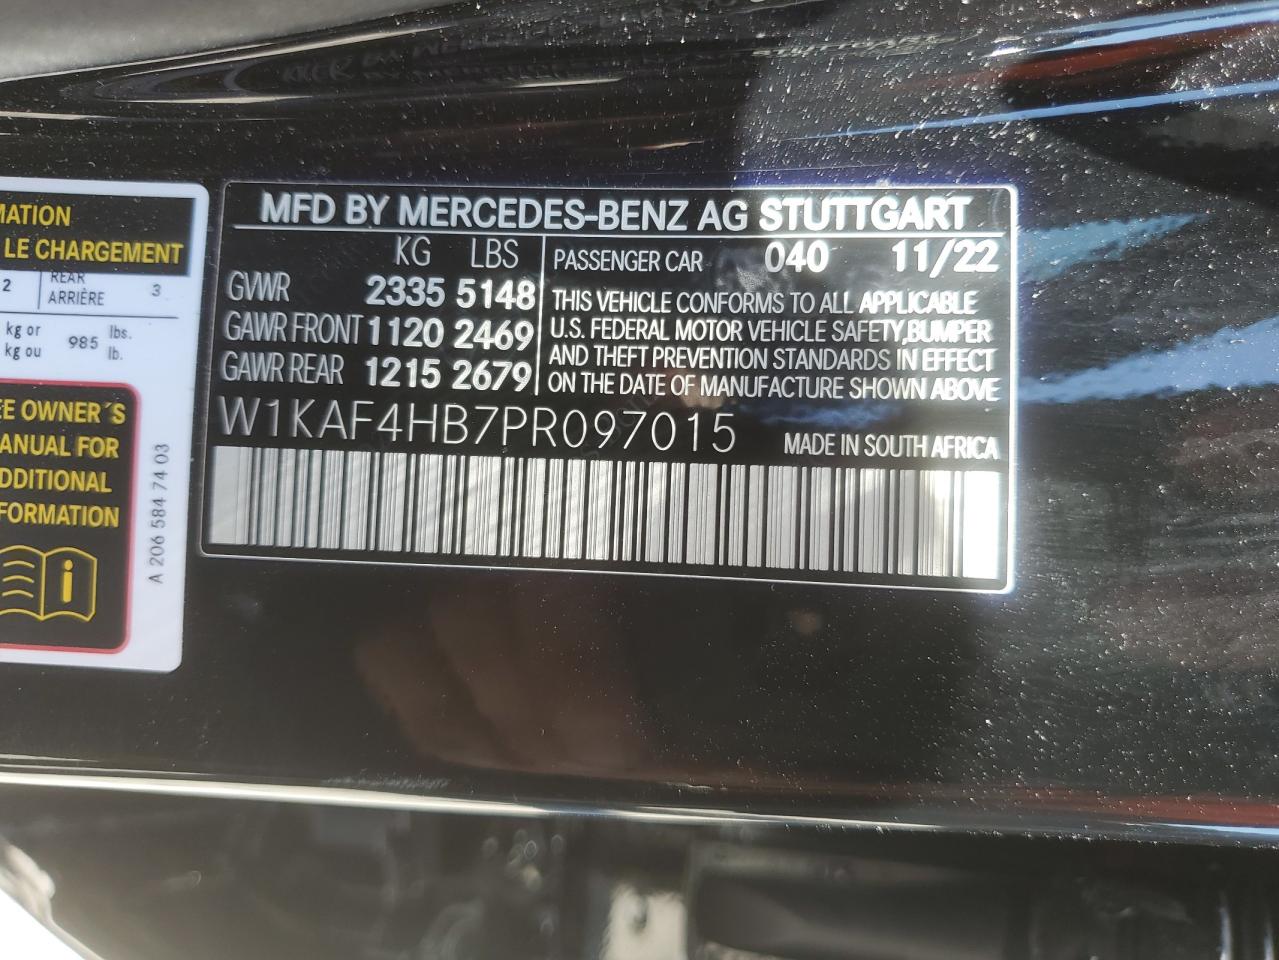 MATION
LE CHARGEMENT
2 REAR ARRIÈRE 3
kg or kg ou 985 lbs. lb.
EE OWNER´S
ANUAL FOR
DDITIONAL
FORMATION
A 206 584 74 03
MFD BY MERCEDES-BENZ AG STUTTGART
KG LBS
GVWR 2335 5148
GAWR FRONT 1120 2469
GAWR REAR 1215 2679
PASSENGER CAR 040 11/22
THIS VEHICLE CONFORMS TO ALL APPLICABLE
U.S. FEDERAL MOTOR VEHICLE SAFETY,BUMPER
AND THEFT PREVENTION STANDARDS IN EFFECT
ON THE DATE OF MANUFACTURE SHOWN ABOVE
W1KAF4HB7PR097015
MADE IN SOUTH AFRICA